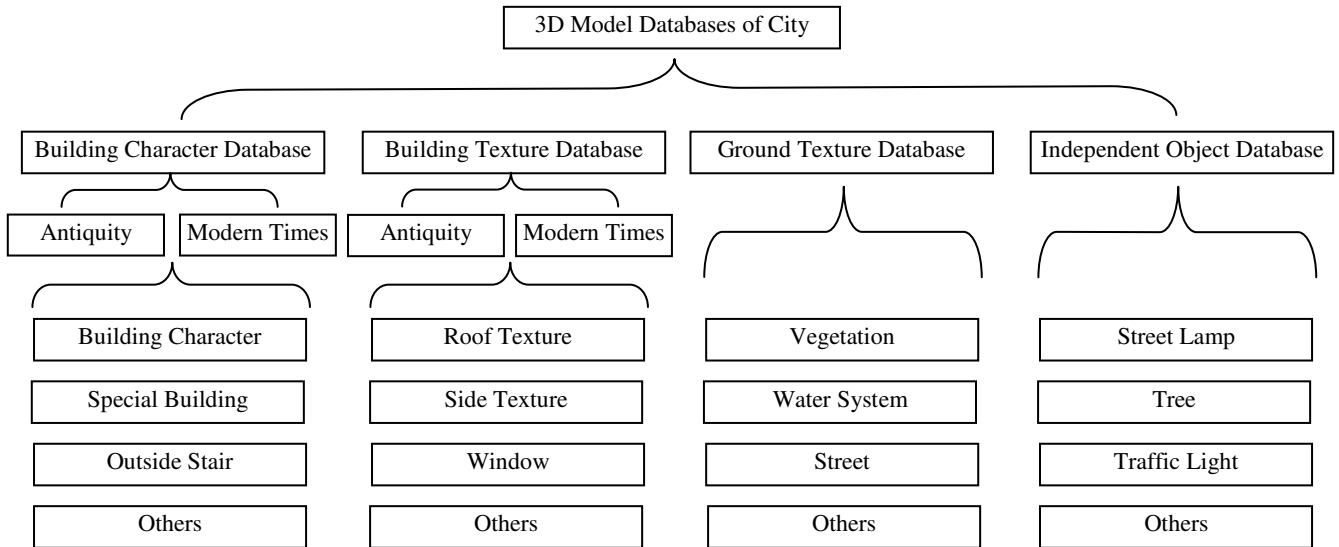 3D Model Databases of City
Building Character Database
Building Texture Database
Ground Texture Database
Independent Object Database
Antiquity
Modern Times
Antiquity
Modern Times
Building Character
Roof Texture
Vegetation
Street Lamp
Special Building
Side Texture
Water System
Tree
Outside Stair
Window
Street
Traffic Light
Others
Others
Others
Others